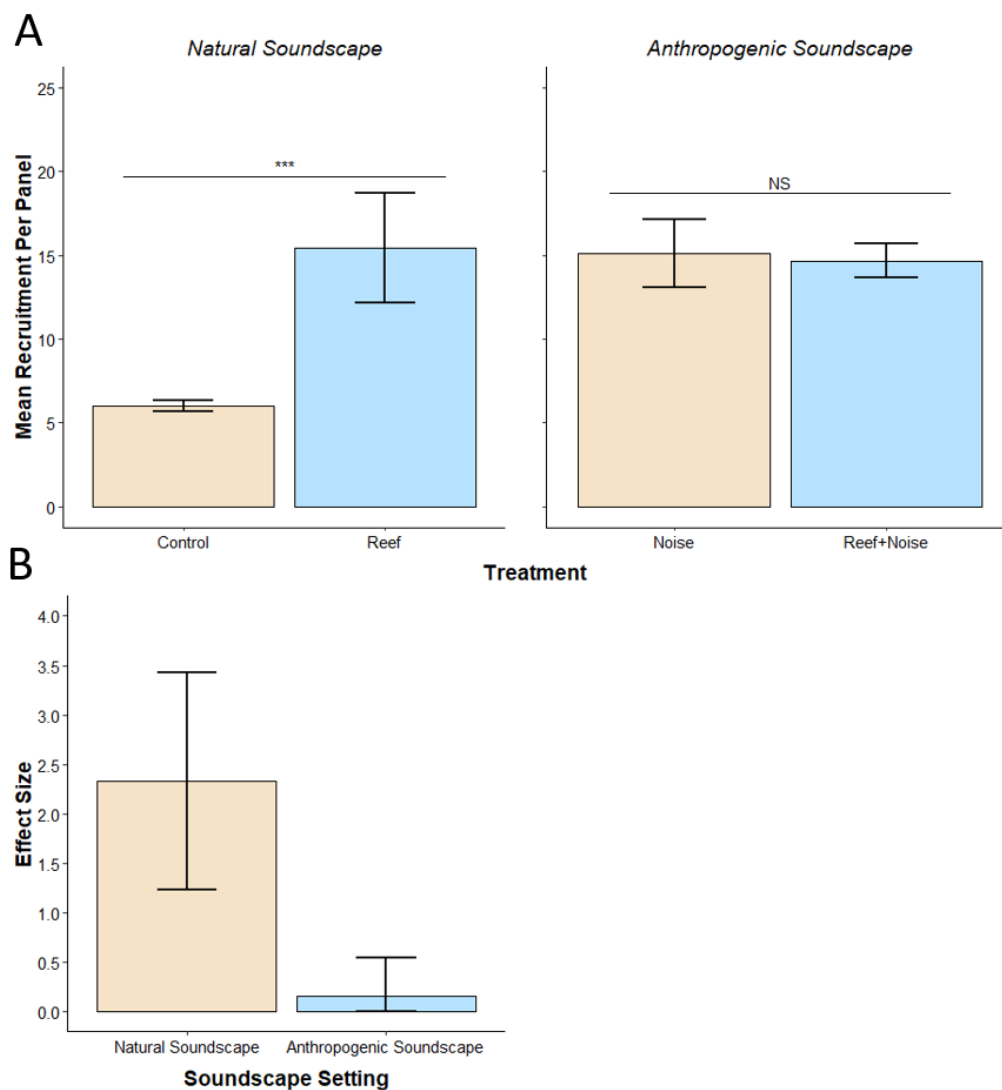 A
Natural Soundscape
Anthropogenic Soundscape
Mean Recruitment Per Panel
25
20
15
10
5
0
***
NS
Control
Reef
Noise
Reef+Noise
Treatment
B
Effect Size
4.0
3.5
3.0
2.5
2.0
1.5
1.0
0.5
0.0
Natural Soundscape
Anthropogenic Soundscape
Soundscape Setting